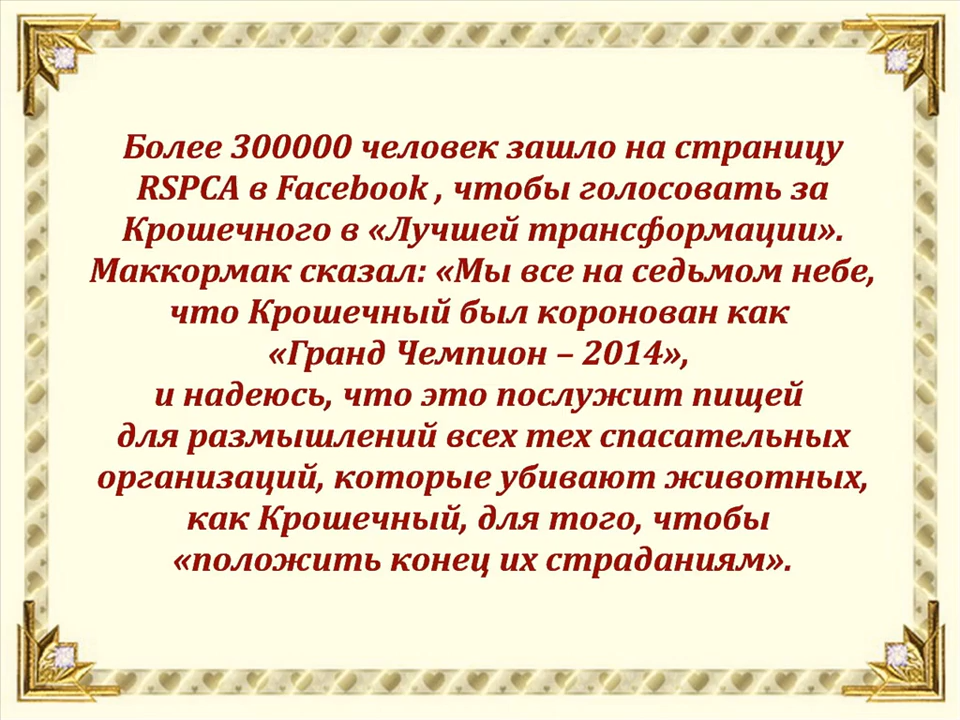 Более 300000 человек зашло на страницу
RSPCA в Facebook , чтобы голосовать за
Крошечного в «Лучшей трансформации».
Маккормак сказал: «Мы все на седьмом небе,
что Крошечный был коронован как
«Гранд Чемпион – 2014»,
и надеюсь, что это послужит пищей
для размышлений всех тех спасательных
организаций, которые убивают животных,
как Крошечный, для того, чтобы
«положить конец их страданиям».